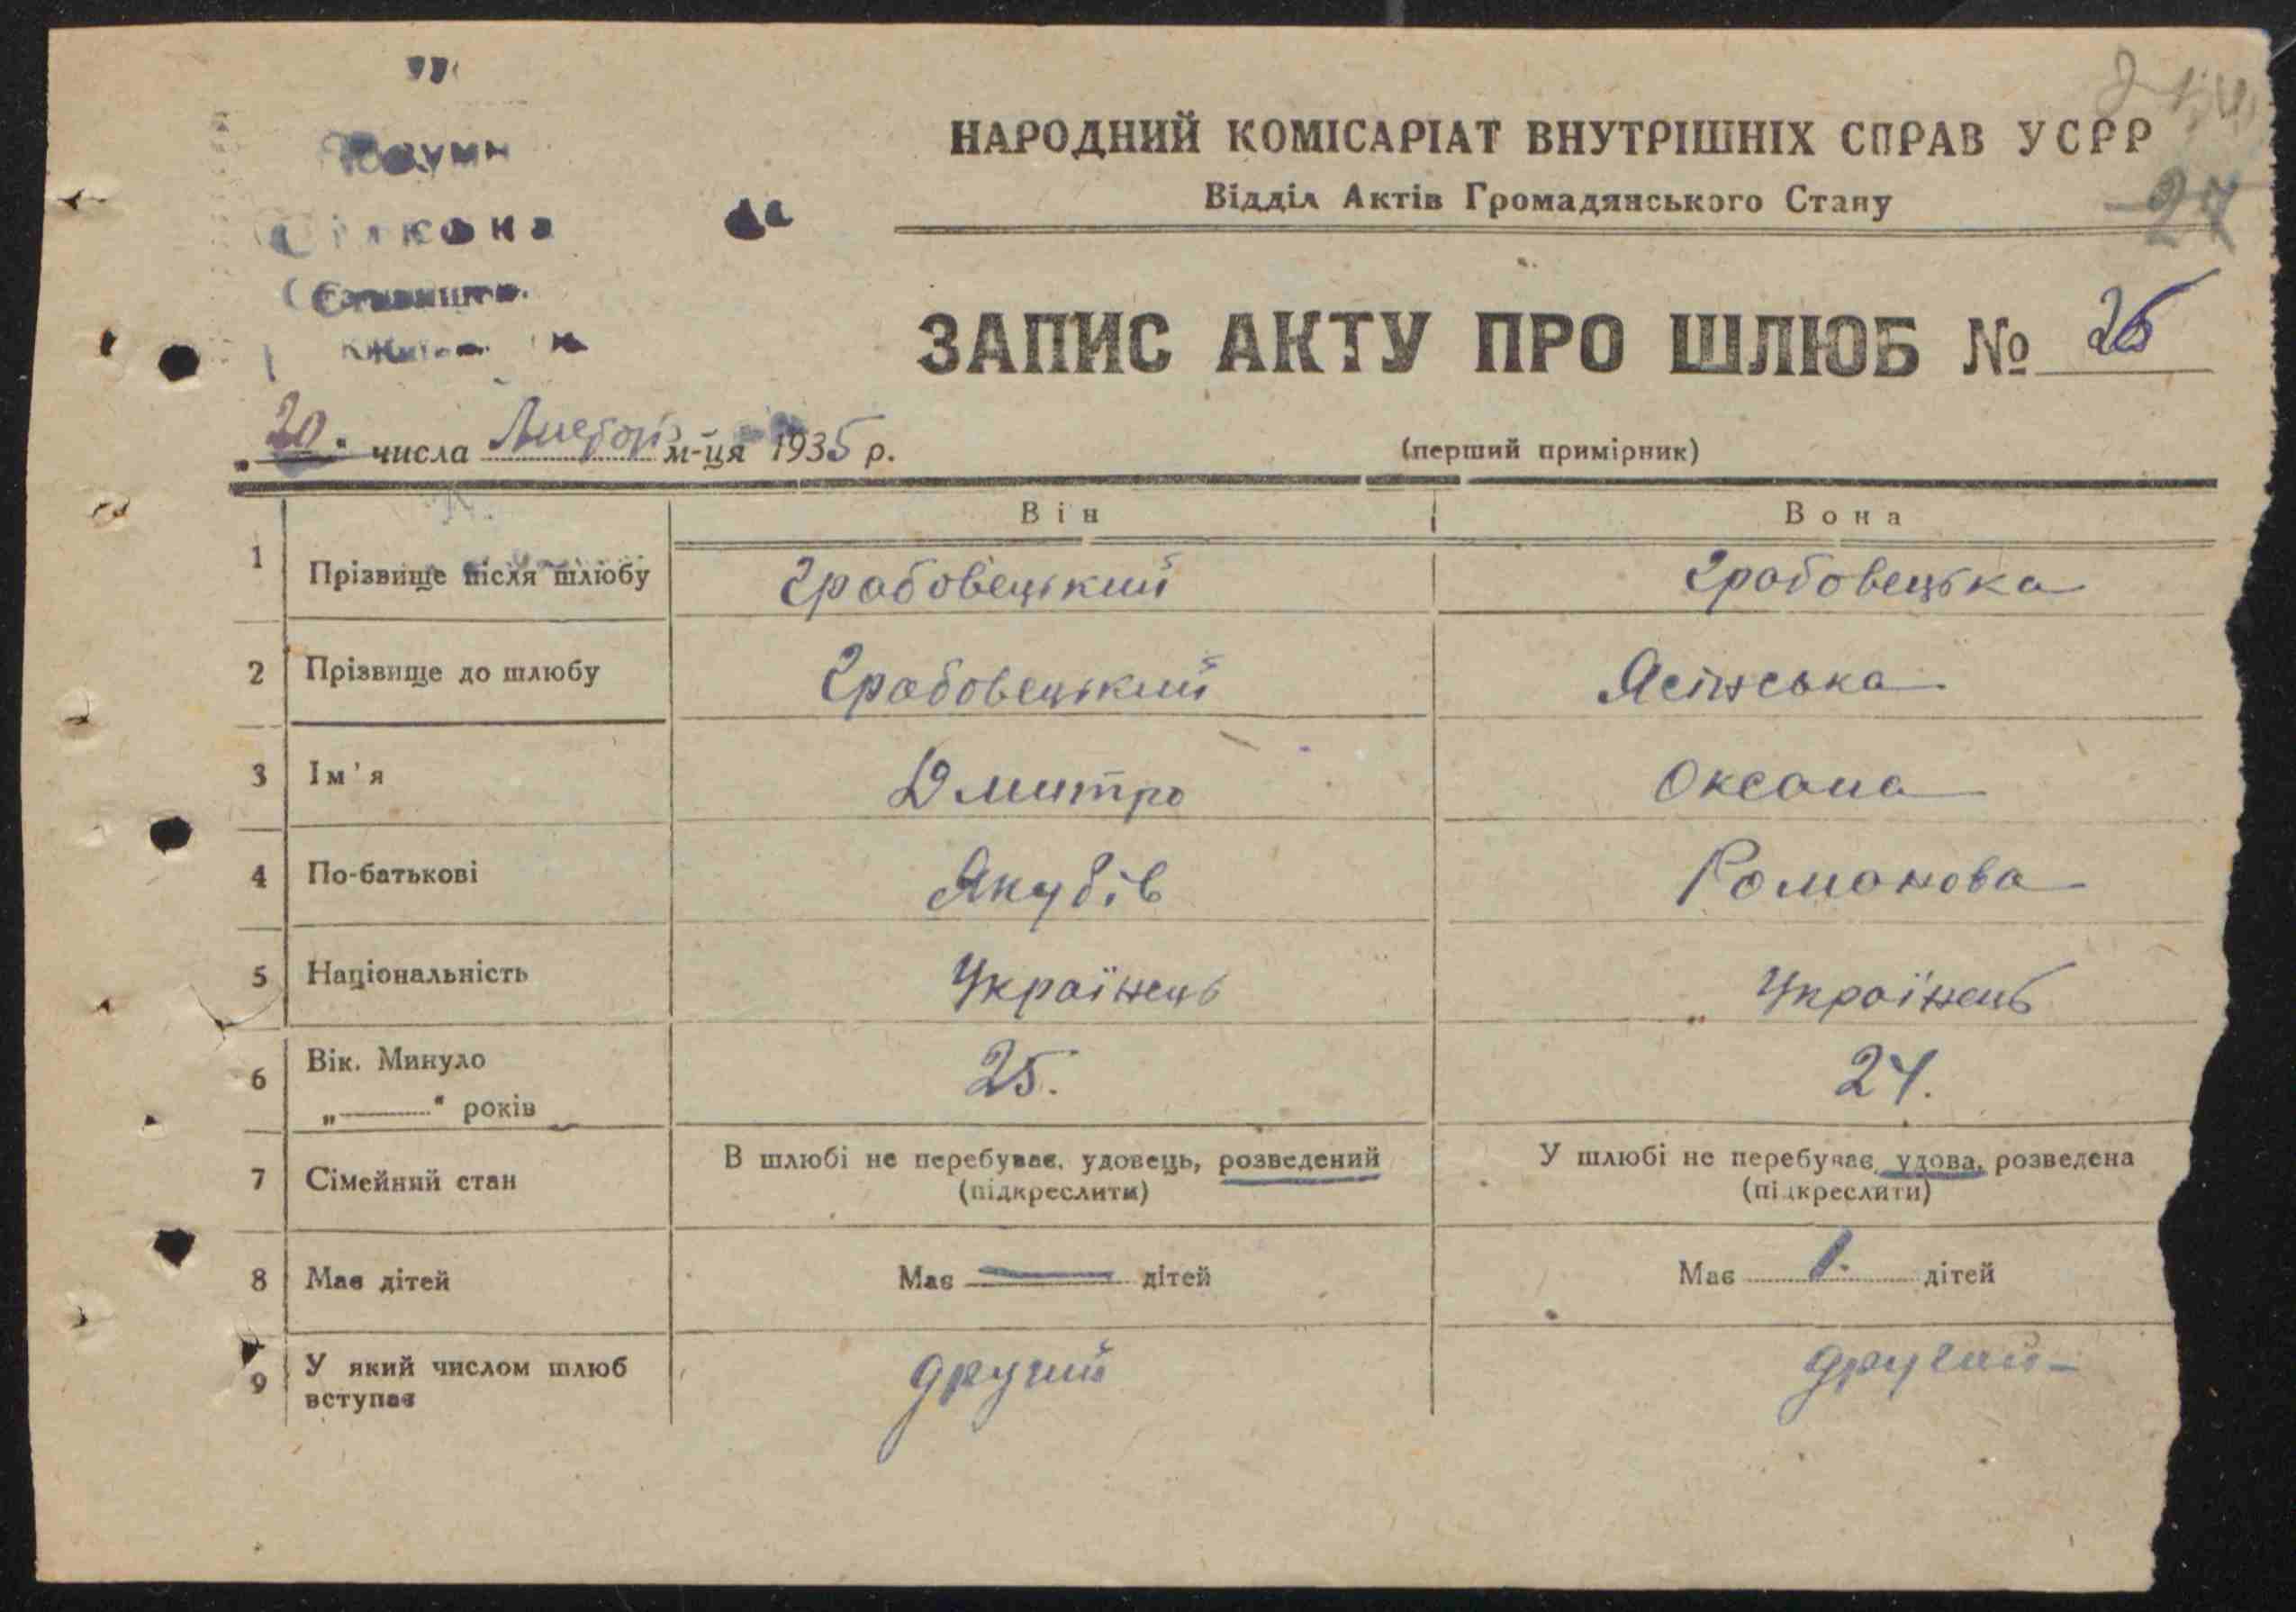 НАРОДНИЙ КОМІСАРІАТ ВНУТРІШНІХ СПРАВ УСРР
Відділ Актів Громадянського Стану
27
ЗАПИС АКТУ ПРО ШЛЮБ № 26
„20" числа м-ця 1935 р.
(перший примірник)
Він Вона
1 Прізвище після шлюбу Грабовецький Грабовецька
2 Прізвище до шлюбу Грабовецький Ясінська
3 Ім'я Дмитро Оксана
4 По-батькові Якубів Романова
5 Національність Українець Українець
6 Вік. Минуло „ " років 25. 24.
7 Сімейний стан В шлюбі не перебуває, удовець, розведений (підкреслити) У шлюбі не перебуває, удова, розведена (підкреслити)
8 Має дітей Має — дітей Має 1. дітей
9 У який числом шлюб вступає другий другий